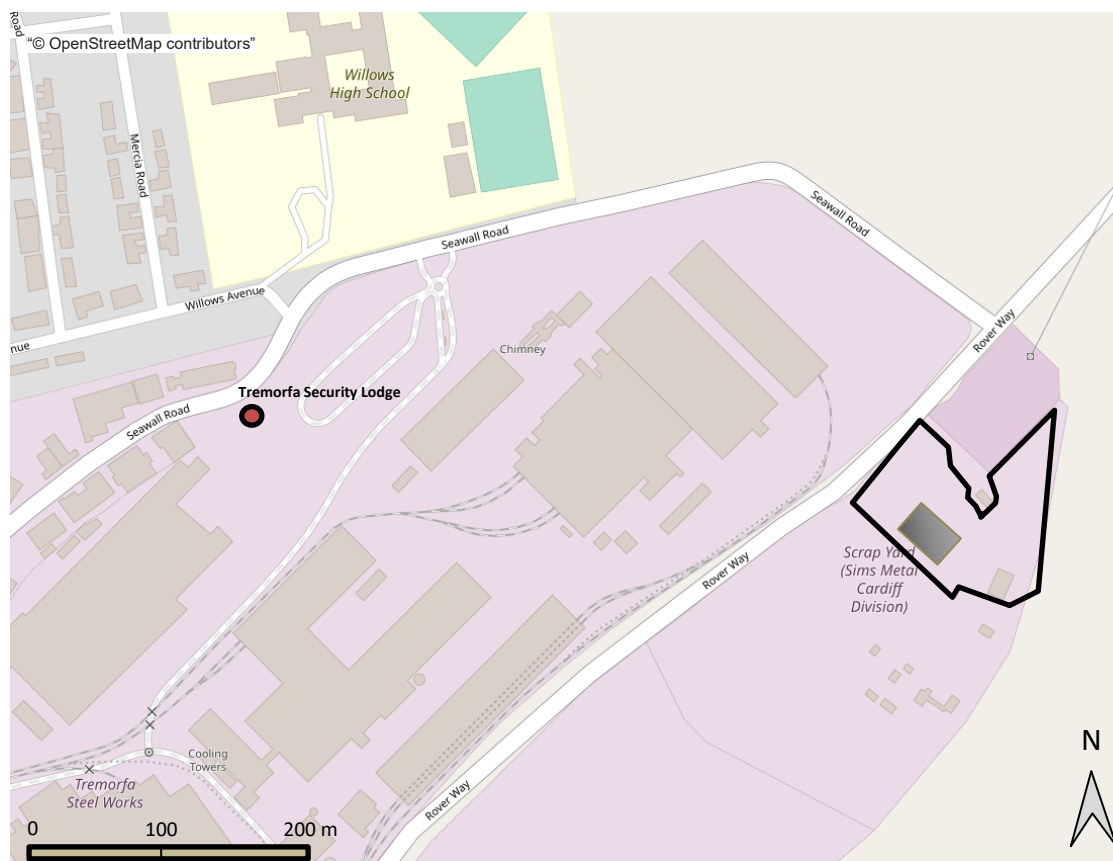 Road
"© OpenStreetMap contributors"
Willows
High School
Mercia Road
Seawall Road
Seawall Road
Willows Avenue
Rover Way
nue
Chimney
Tremorfa Security Lodge
Seawall Road
Scrap Yard
(Sims Metal
Cardiff
Division)
Rover Way
N
Cooling
Towers
Tremorfa
Steel Works
Rover Way
0 100 200 m